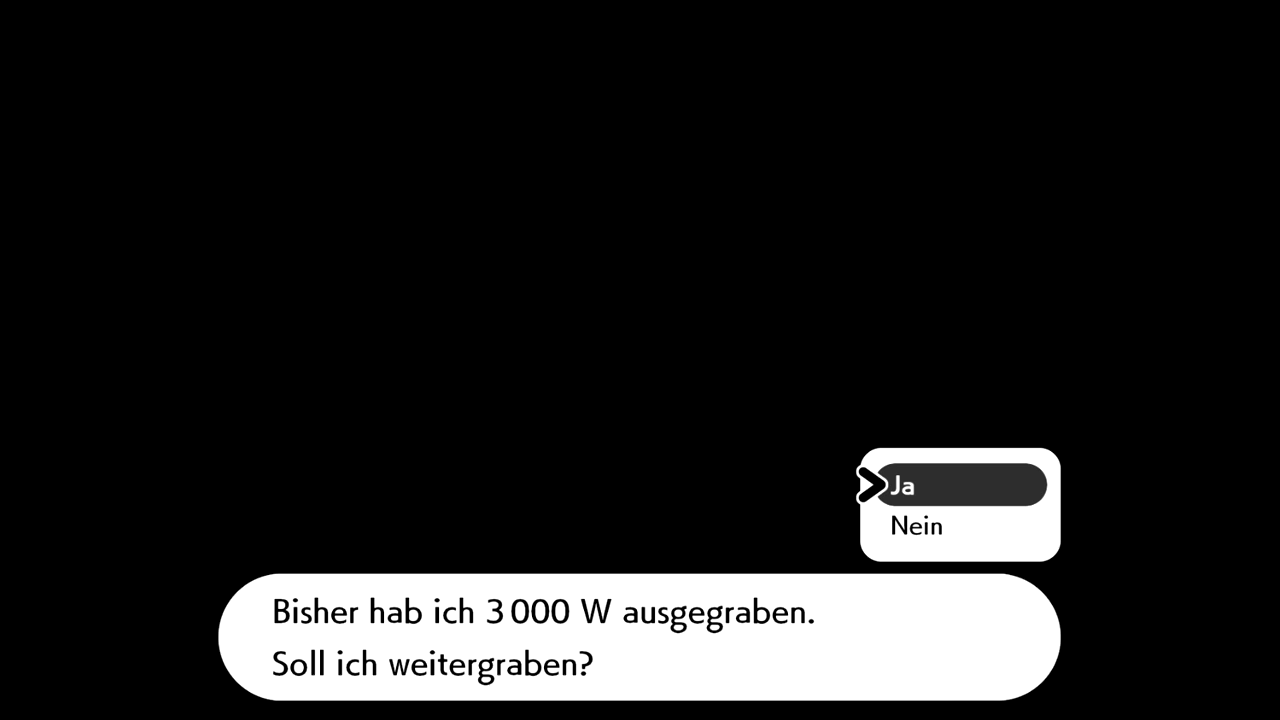 Ja
Nein
Bisher hab ich 3 000 W ausgegraben.
Soll ich weitergraben?